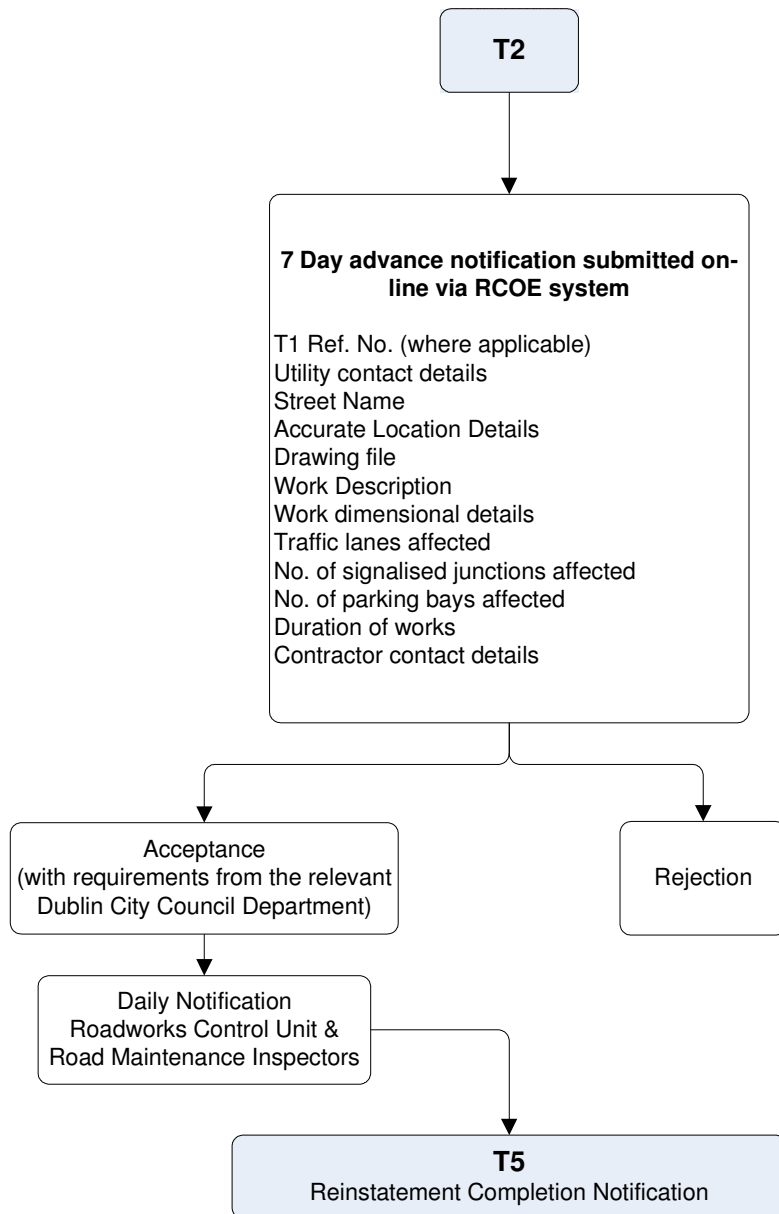 T2
7 Day advance notification submitted on-
line via RCOE system
T1 Ref. No. (where applicable)
Utility contact details
Street Name
Accurate Location Details
Drawing file
Work Description
Work dimensional details
Traffic lanes affected
No. of signalised junctions affected
No. of parking bays affected
Duration of works
Contractor contact details
Acceptance
(with requirements from the relevant
Dublin City Council Department)
Rejection
Daily Notification
Roadworks Control Unit &
Road Maintenance Inspectors
T5
Reinstatement Completion Notification